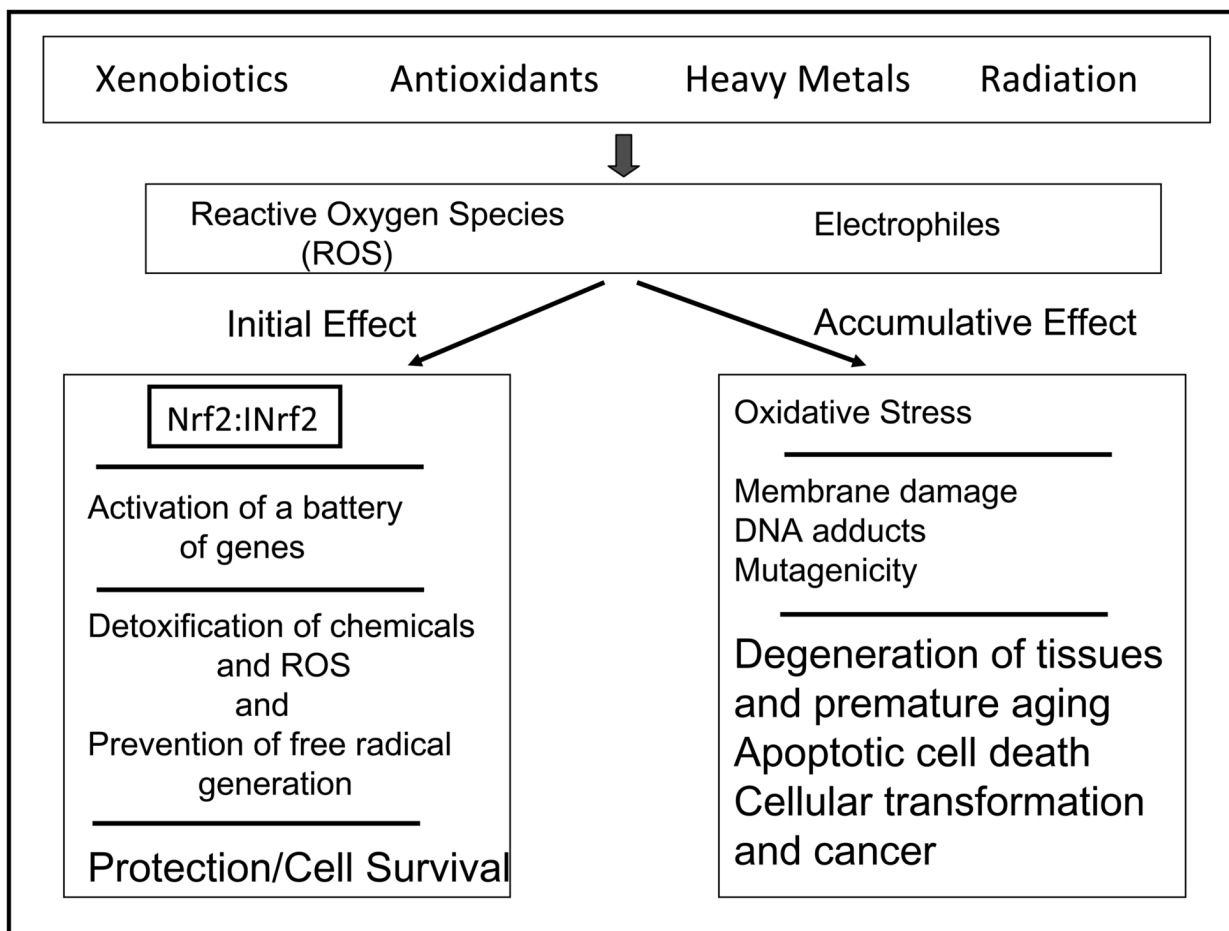 Xenobiotics Antioxidants Heavy Metals Radiation
Reactive Oxygen Species
(ROS)
Electrophiles
Initial Effect
Accumulative Effect
Nrf2:INrf2
Activation of a battery
of genes
Detoxification of chemicals
and ROS
and
Prevention of free radical
generation
Protection/Cell Survival
Oxidative Stress
Membrane damage
DNA adducts
Mutagenicity
Degeneration of tissues
and premature aging
Apoptotic cell death
Cellular transformation
and cancer